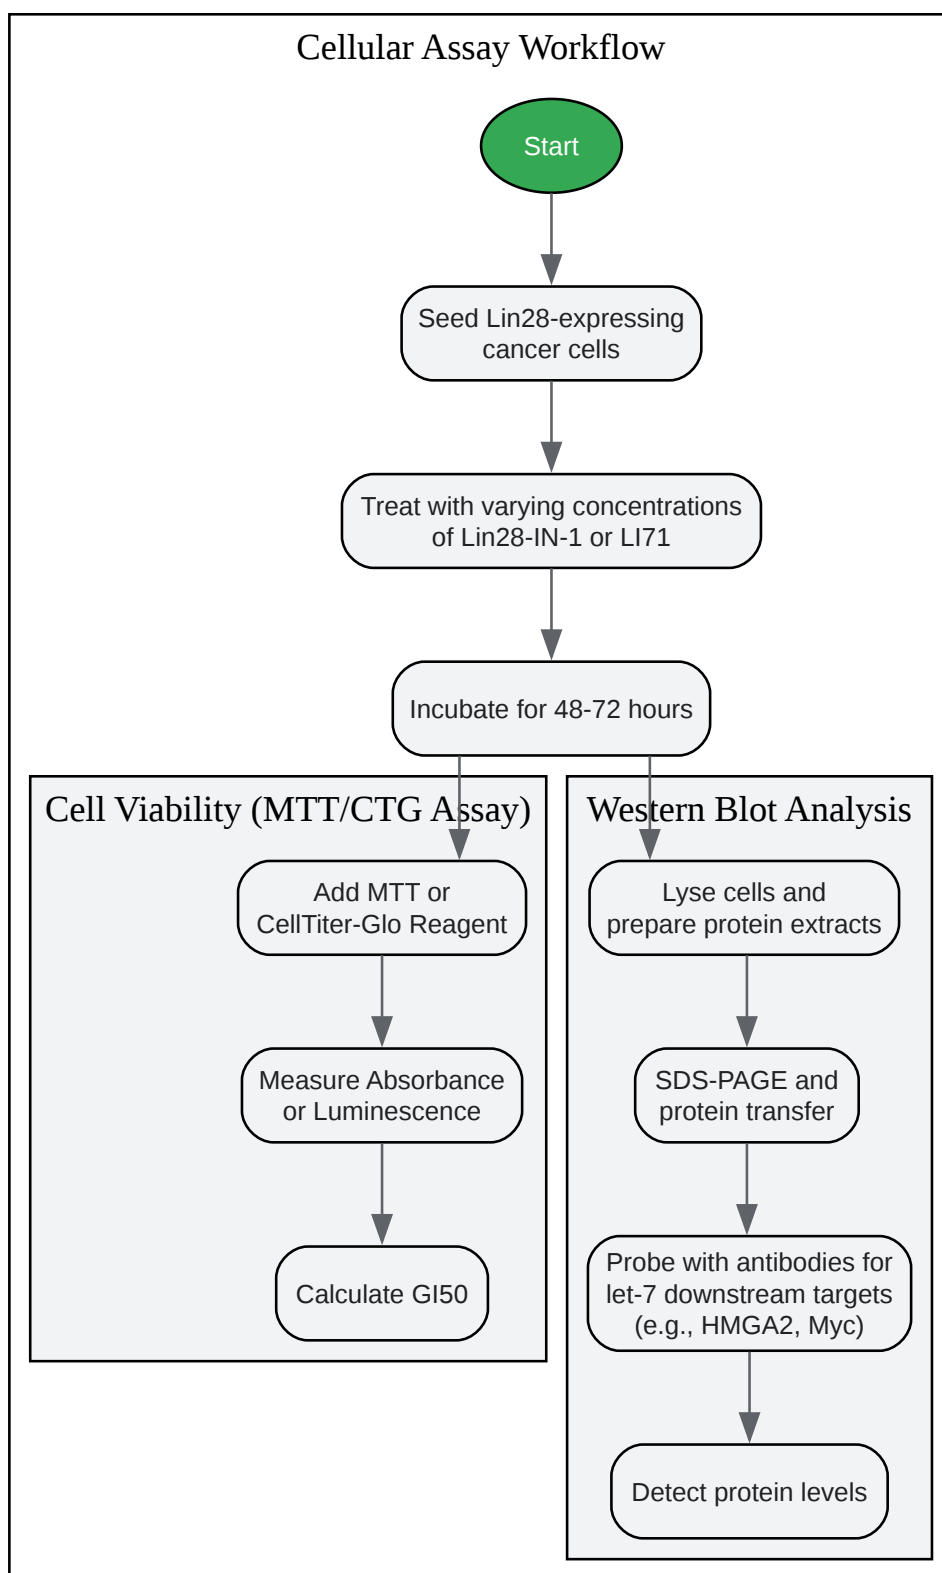 Cellular Assay Workflow
Start
Seed Lin28-expressing
cancer cells
Treat with varying concentrations
of Lin28-IN-1 or LI71
Incubate for 48-72 hours
Cell Viability (MTT/CTG Assay)
Add MTT or
CellTiter-Glo Reagent
Measure Absorbance
or Luminescence
Calculate GI50
Western Blot Analysis
Lyse cells and
prepare protein extracts
SDS-PAGE and
protein transfer
Probe with antibodies for
let-7 downstream targets
(e.g., HMGA2, Myc)
Detect protein levels